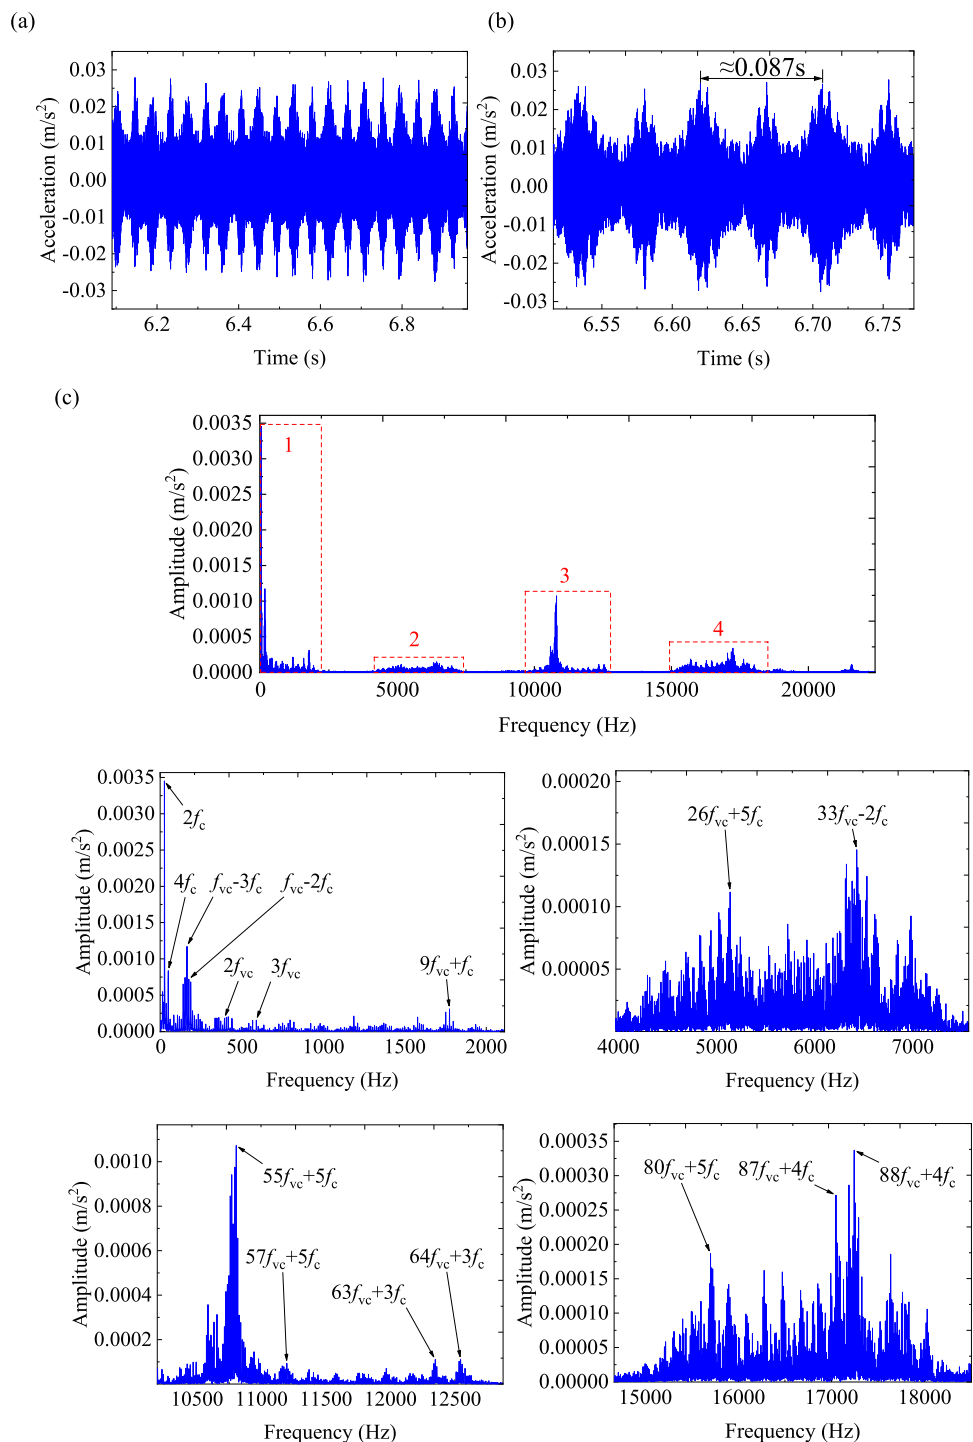 (a)
(b)
0.03
0.02
0.01
0.00
-0.01
-0.02
-0.03
Acceleration (m/s²)
6.2
6.4
6.6
6.8
Time (s)
≈0.087s
0.03
0.02
0.01
0.00
-0.01
-0.02
-0.03
Acceleration (m/s²)
6.55
6.60
6.65
6.70
6.75
Time (s)
(c)
0.0035
0.0030
0.0025
0.0020
0.0015
0.0010
0.0005
0.0000
Amplitude (m/s²)
1
2
3
4
0
5000
10000
15000
20000
Frequency (Hz)
0.0035
0.0030
0.0025
0.0020
0.0015
0.0010
0.0005
0.0000
Amplitude (m/s²)
2fc
4fc
fvc-3fc
fvc-2fc
2fvc
3fvc
9fvc+fc
0
500
1000
1500
2000
Frequency (Hz)
0.00020
0.00015
0.00010
0.00005
Amplitude (m/s²)
26fvc+5fc
33fvc-2fc
4000
5000
6000
7000
Frequency (Hz)
0.0010
0.0008
0.0006
0.0004
0.0002
Amplitude (m/s²)
55fvc+5fc
57fvc+5fc
63fvc+3fc
64fvc+3fc
10500
11000
11500
12000
12500
Frequency (Hz)
0.00035
0.00030
0.00025
0.00020
0.00015
0.00010
0.00005
0.00000
Amplitude (m/s²)
80fvc+5fc
87fvc+4fc
88fvc+4fc
15000
16000
17000
18000
Frequency (Hz)